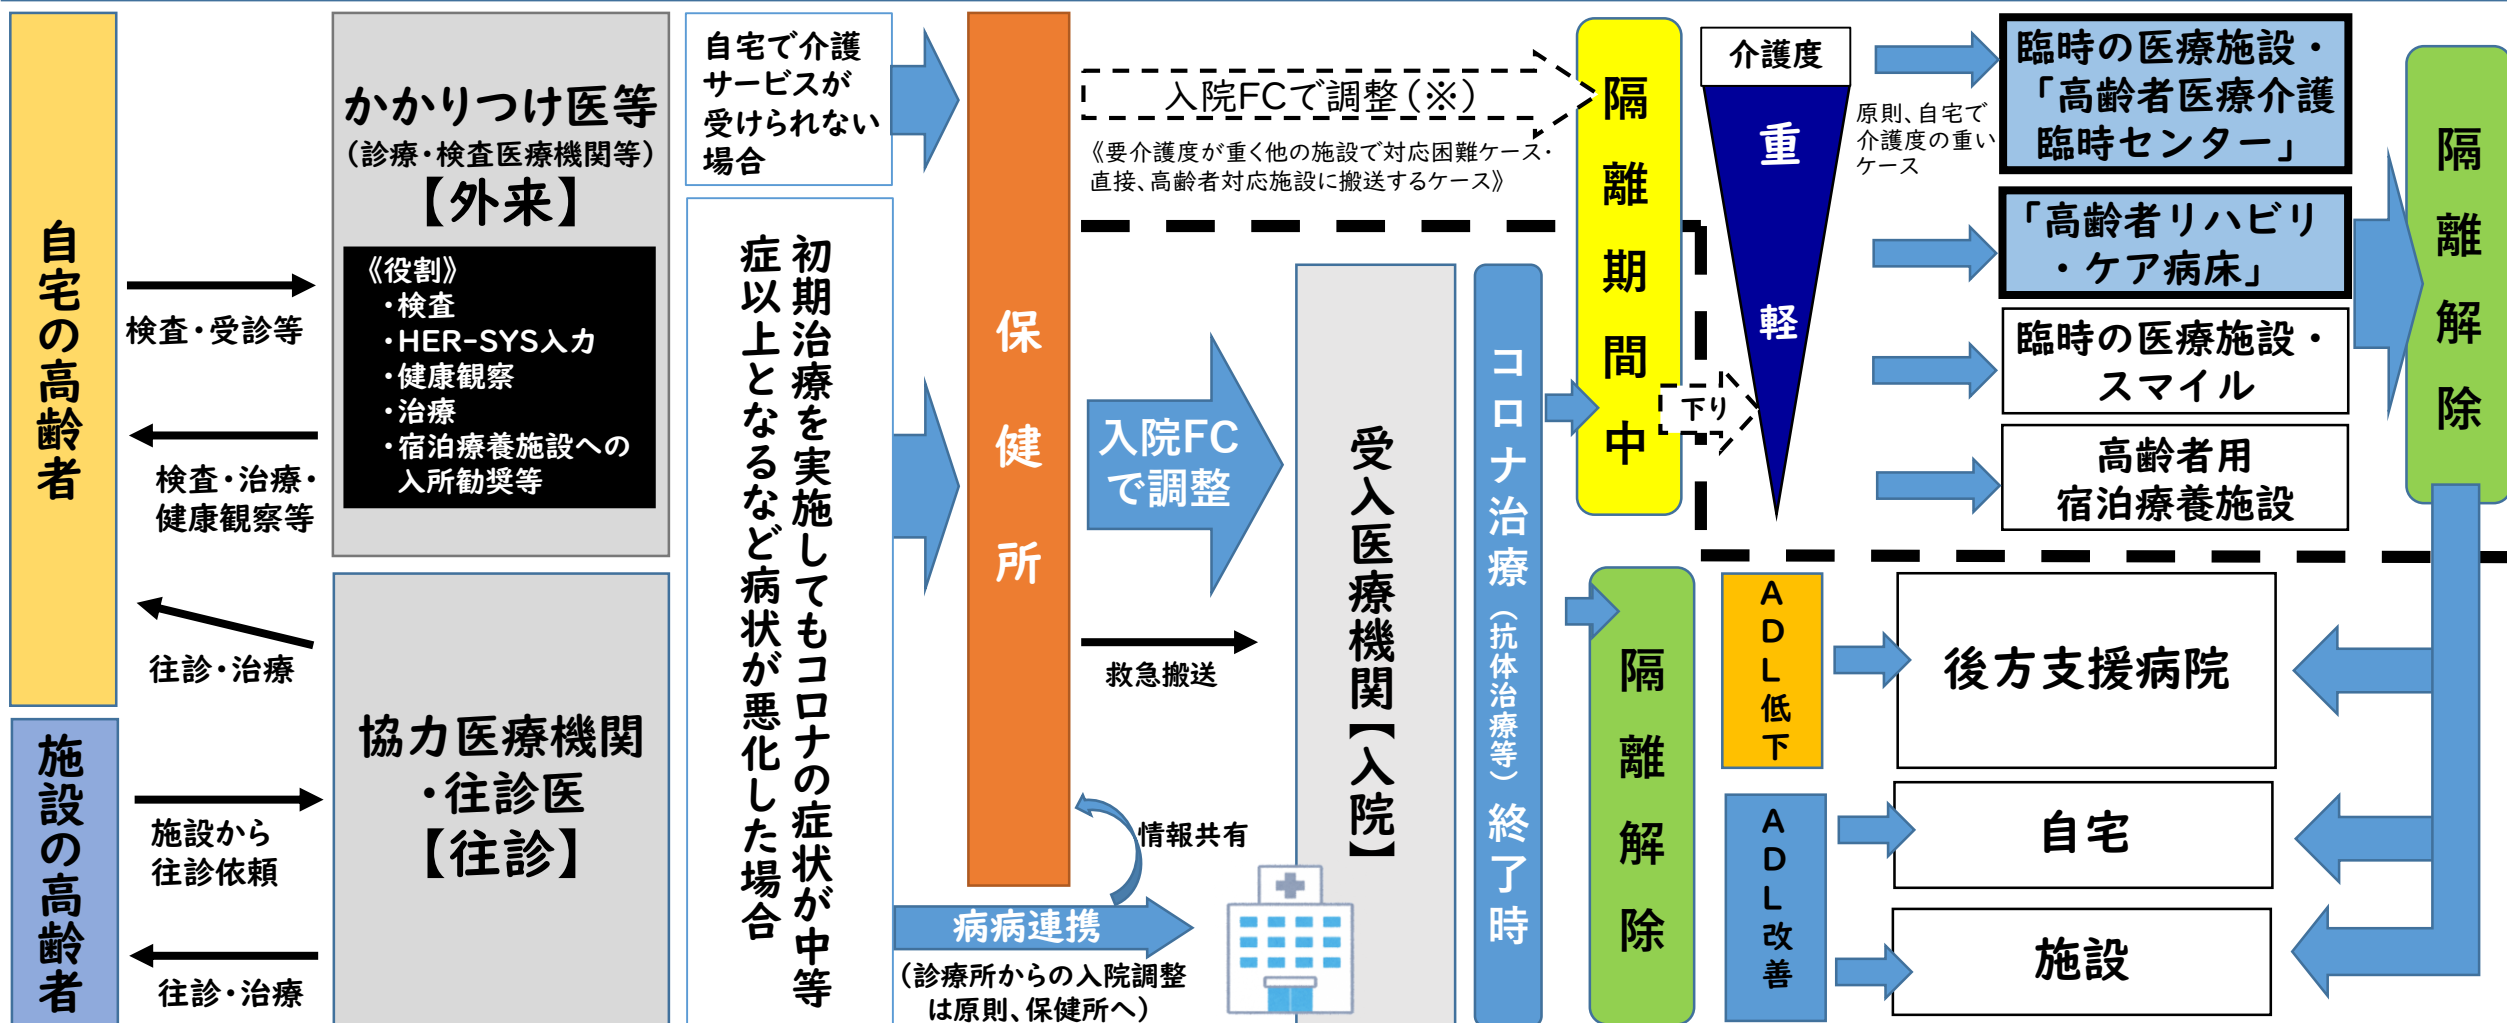 自宅の高齢者
施設の高齢者
検査・受診等
検査・治療・
健康観察等
往診・治療
施設から
往診依頼
往診・治療
かかりつけ医等
（診療・検査医療機関等）
【外来】
《役割》
・検査
・HER-SYS入力
・健康観察
・治療
・宿泊療養施設への
入所勧奨等
協力医療機関
・往診医
【往診】
自宅で介護
サービスが
受けられない
場合
初期治療を実施してもコロナの症状が中等
症以上となるなど病状が悪化した場合
保健所
入院FCで調整（※）
《要介護度が重く他の施設で対応困難ケース・
直接、高齢者対応施設に搬送するケース》
入院FC
で調整
救急搬送
情報共有
病病連携
（診療所からの入院調整
は原則、保健所へ）
受入医療機関【入院】
コロナ治療（抗体治療等）終了時
隔離期間中
下り
隔離解除
介護度
重
軽
原則、自宅で
介護度の重い
ケース
臨時の医療施設・
「高齢者医療介護
臨時センター」
「高齢者リハビリ
・ケア病床」
臨時の医療施設・
スマイル
高齢者用
宿泊療養施設
隔離解除
ADL低下
後方支援病院
ADL改善
自宅
施設